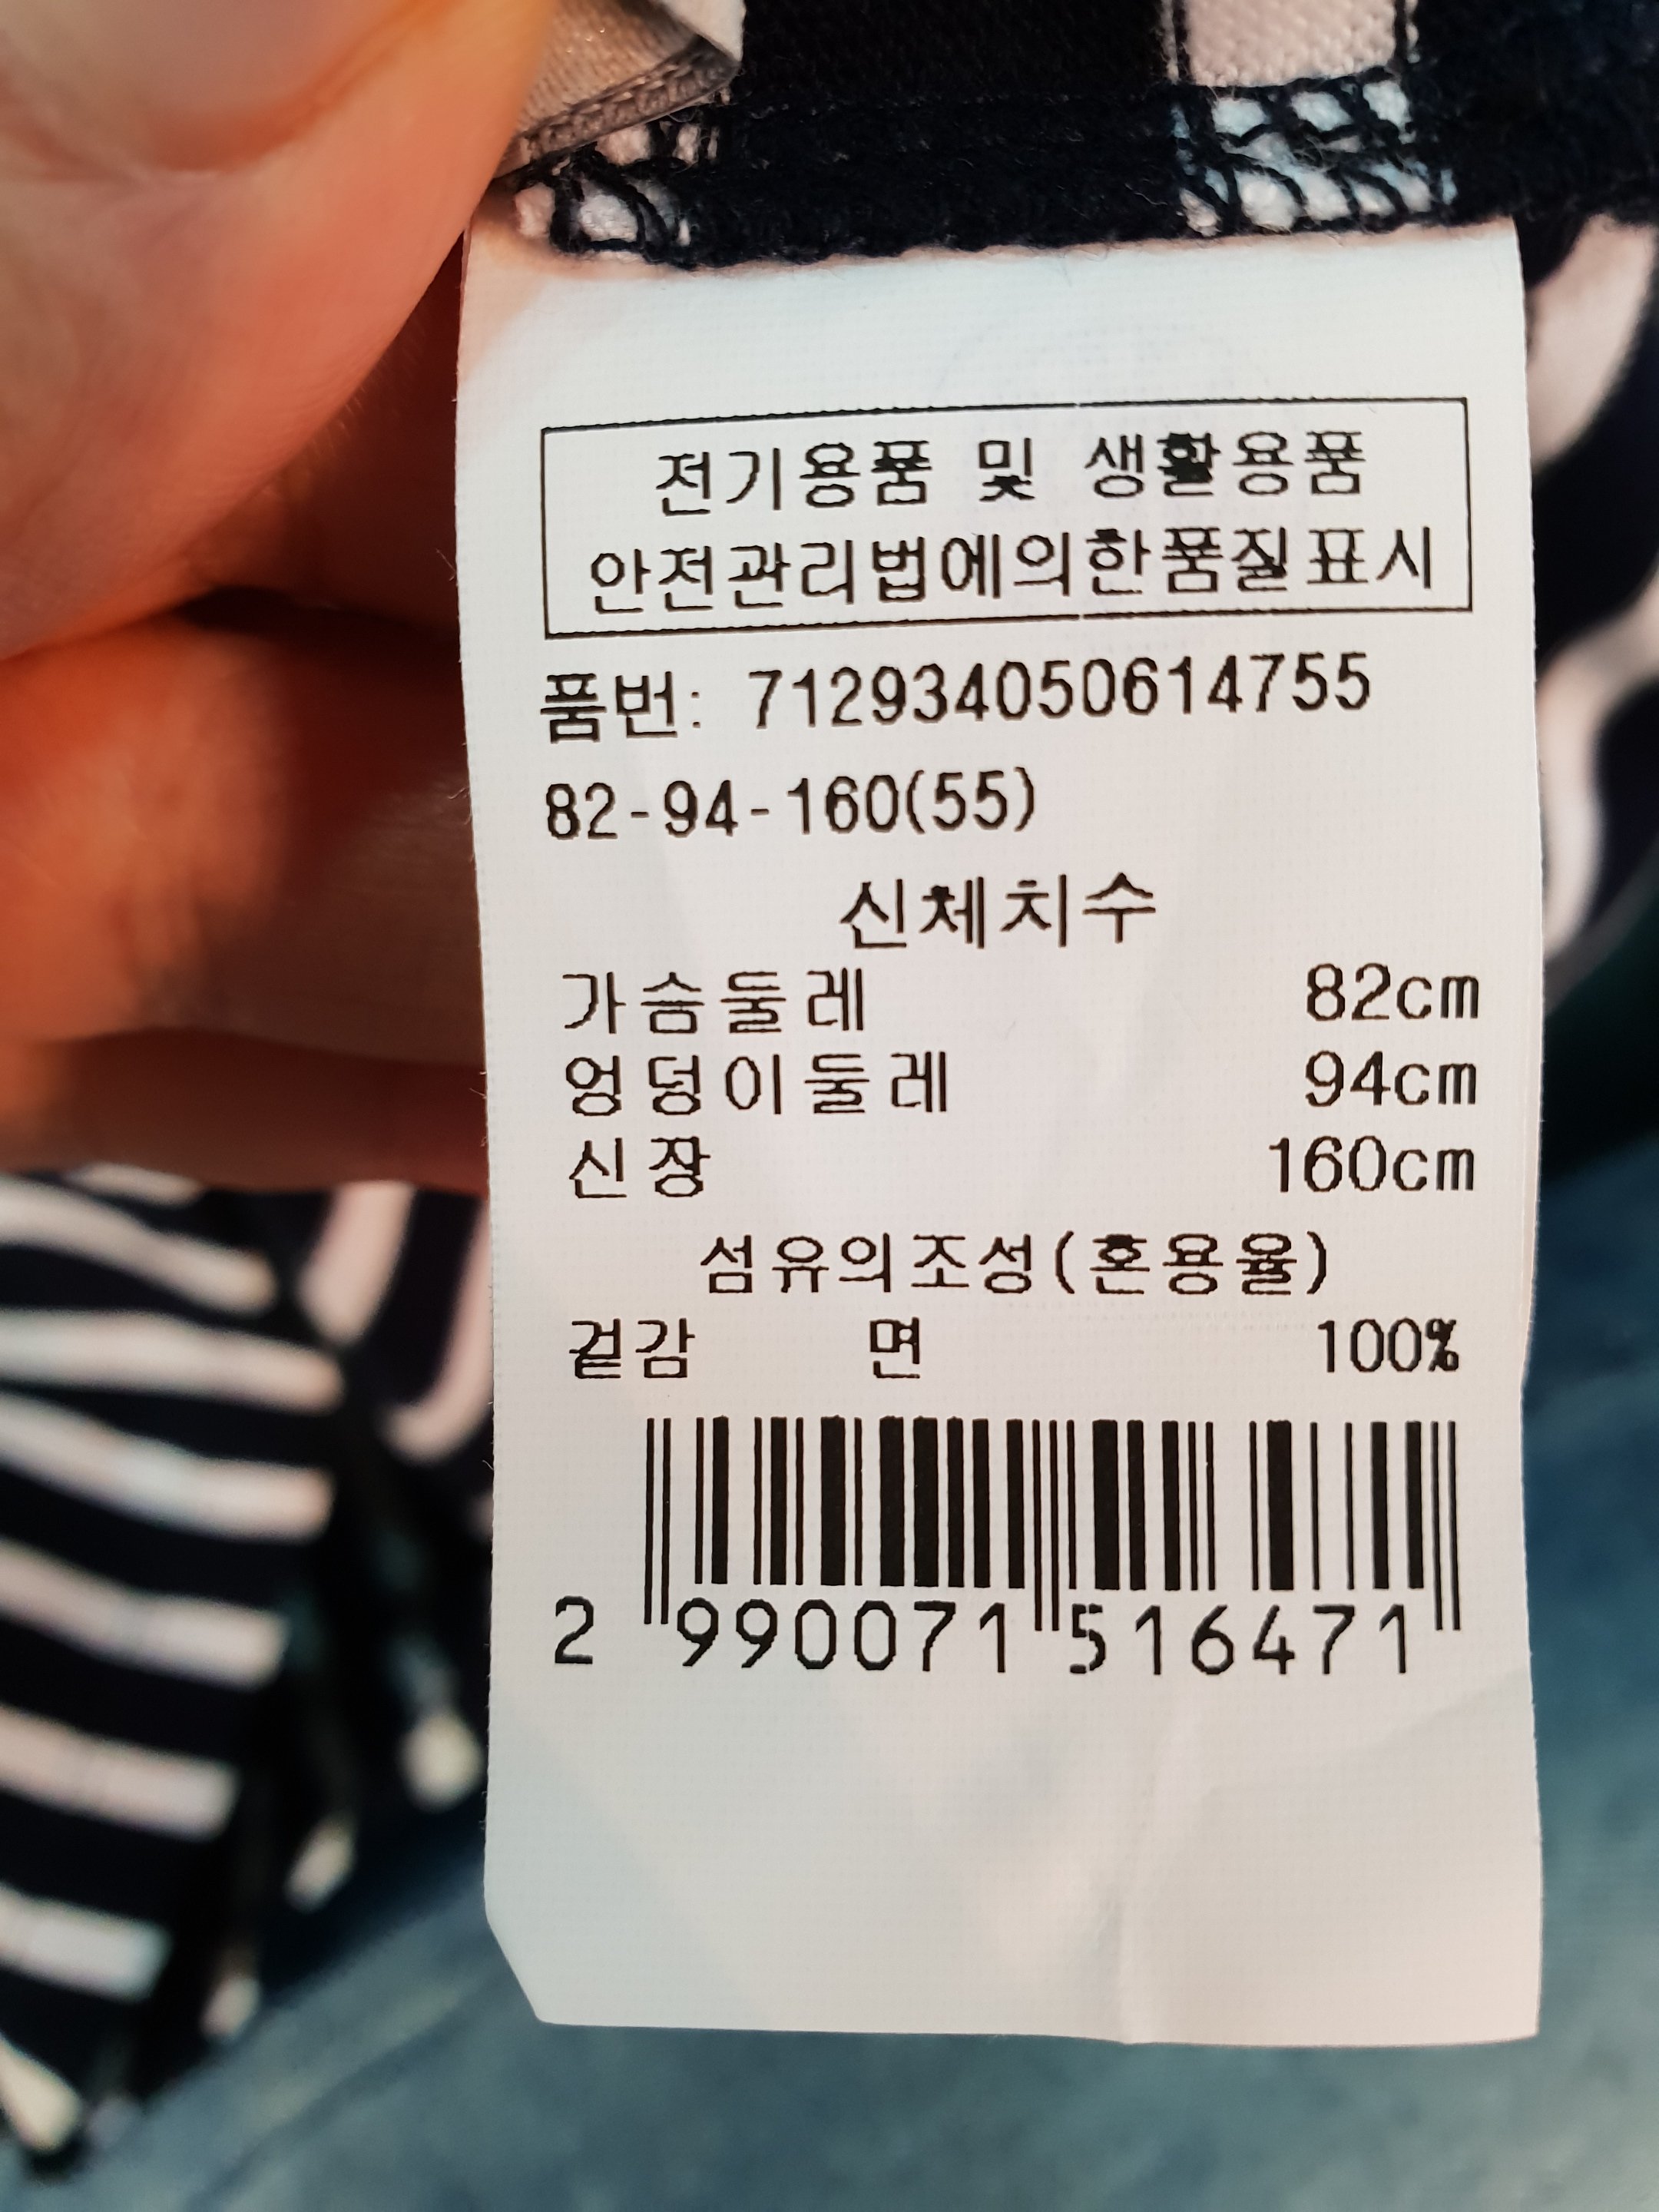 전기용품 및 생활용품
안전관리법에의한품질표시
품번: 712934050614755
82-94-160(55)
신체치수
가슴둘레 82cm
엉덩이둘레 94cm
신장 160cm
섬유의조성(혼용율)
겉감 면 100%
2 990071 516471